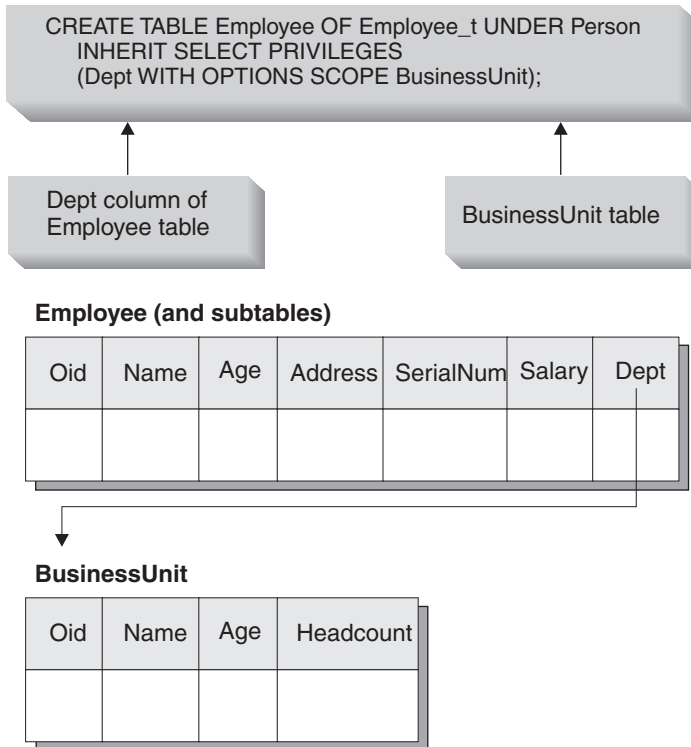 CREATE TABLE Employee OF Employee_t UNDER Person
INHERIT SELECT PRIVILEGES
(Dept WITH OPTIONS SCOPE BusinessUnit);
Dept column of
Employee table
BusinessUnit table
Employee (and subtables)
Oid Name Age Address SerialNum Salary Dept
BusinessUnit
Oid Name Age Headcount